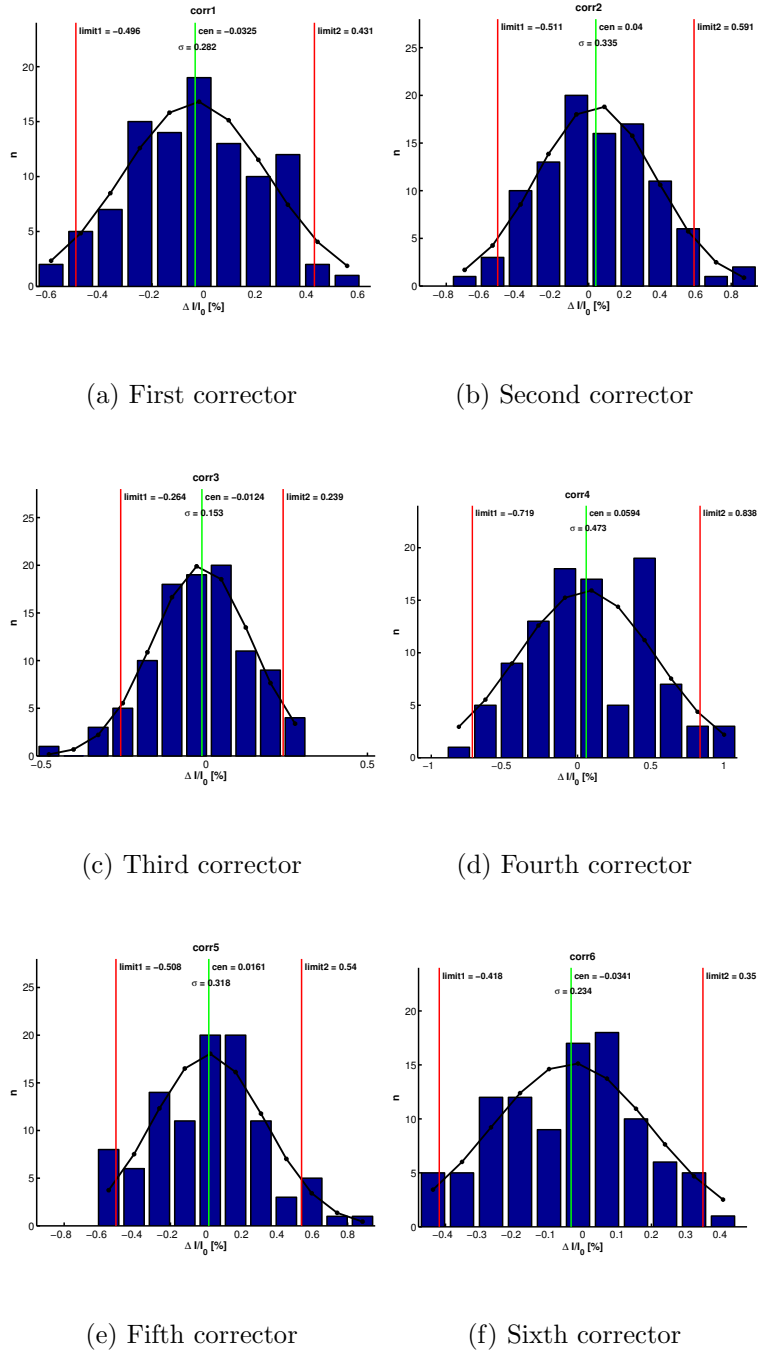 corr1
limit1 = −0.496 cen = −0.0325 limit2 = 0.431
σ = 0.282
20
15
10
5
0
n
−0.6 −0.4 −0.2 0 0.2 0.4 0.6
Δ I/I0 [%]
(a) First corrector
corr2
limit1 = −0.511 cen = 0.04 limit2 = 0.591
σ = 0.335
25
20
15
10
5
0
n
−0.8 −0.6 −0.4 −0.2 0 0.2 0.4 0.6 0.8
Δ I/I0 [%]
(b) Second corrector
corr3
limit1 = −0.264 cen = −0.0124 limit2 = 0.239
σ = 0.153
25
20
15
10
5
0
n
−0.5 0 0.5
Δ I/I0 [%]
(c) Third corrector
corr4
limit1 = −0.719 cen = 0.0594 limit2 = 0.838
σ = 0.473
20
15
10
5
0
n
−1 −0.5 0 0.5 1
Δ I/I0 [%]
(d) Fourth corrector
corr5
limit1 = −0.508 cen = 0.0161 limit2 = 0.54
σ = 0.318
25
20
15
10
5
0
n
−0.8 −0.6 −0.4 −0.2 0 0.2 0.4 0.6 0.8
Δ I/I0 [%]
(e) Fifth corrector
corr6
limit1 = −0.418 cen = −0.0341 limit2 = 0.35
σ = 0.234
20
15
10
5
0
n
−0.4 −0.3 −0.2 −0.1 0 0.1 0.2 0.3 0.4
Δ I/I0 [%]
(f) Sixth corrector